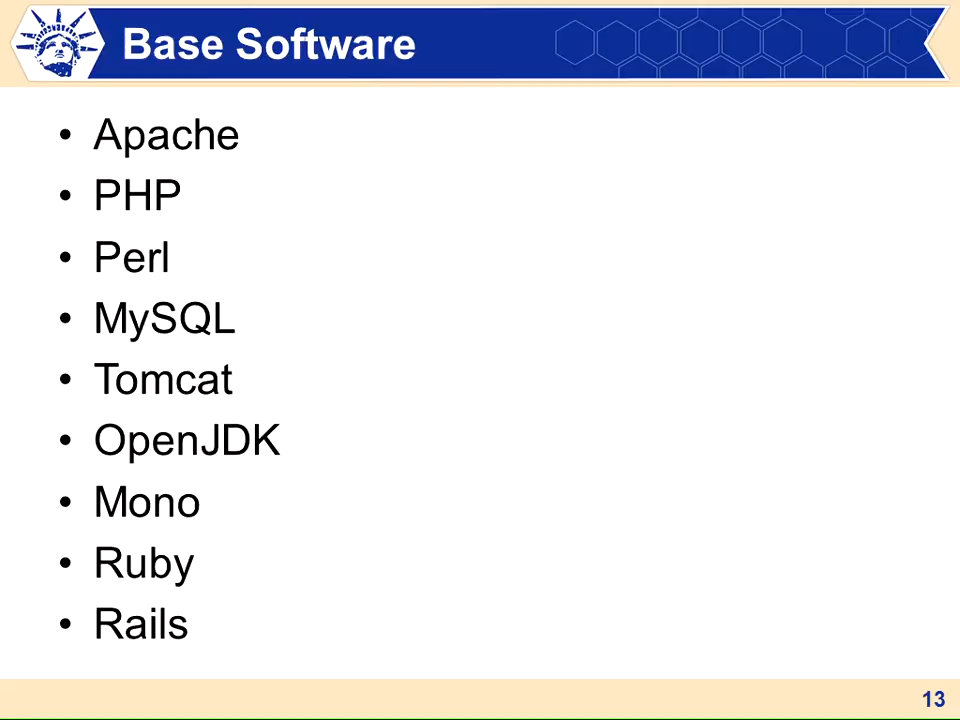 Base Software
• Apache
• PHP
• Perl
• MySQL
• Tomcat
• OpenJDK
• Mono
• Ruby
• Rails
13